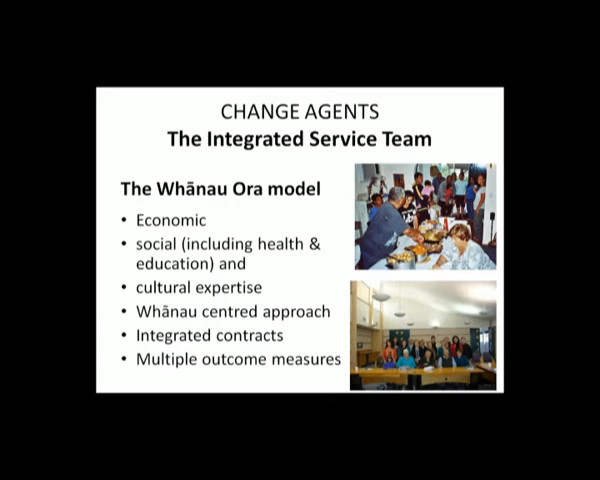 CHANGE AGENTS
The Integrated Service Team
The Whānau Ora model
• Economic
• social (including health &
education) and
• cultural expertise
• Whānau centred approach
• Integrated contracts
• Multiple outcome measures